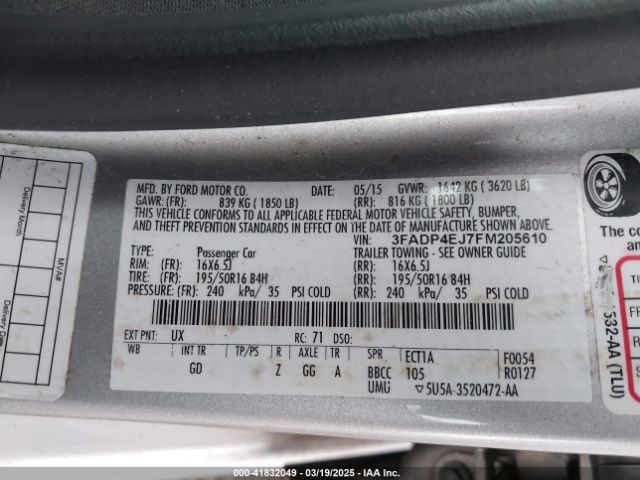 MFD. BY FORD MOTOR CO. DATE: 05/15 GVWR: 1642 KG ( 3620 LB)
GAWR: (FR): 839 KG ( 1850 LB) (RR): 816 KG ( 1800 LB)
THIS VEHICLE CONFORMS TO ALL APPLICABLE FEDERAL MOTOR VEHICLE SAFETY, BUMPER,
AND THEFT PREVENTION STANDARDS IN EFFECT ON THE DATE OF MANUFACTURE SHOWN ABOVE.
VIN: 3FADP4EJ7FM205610
TYPE: Passenger Car TRAILER TOWING - SEE OWNER GUIDE
RIM: (FR): 16X6.5J (RR): 16X6.5J
TIRE: (FR): 195/50R16 84H (RR): 195/50R16 84H
PRESSURE: (FR): 240 kPa/ 35 PSI COLD (RR): 240 kPa/ 35 PSI COLD
EXT PNT: UX RC: 71 DSO:
WB INT TR TP/PS R AXLE TR SPR ECT1A F0054
GD Z GG A BBCC 105 R0127
UMU ▽5U5A-3520472-AA
Delivery Month
MVA#
Delivery Date
The co
an
TI
FR
RE
S
532-AA (TLU)
000-41832049 - 03/19/2025 - IAA Inc.